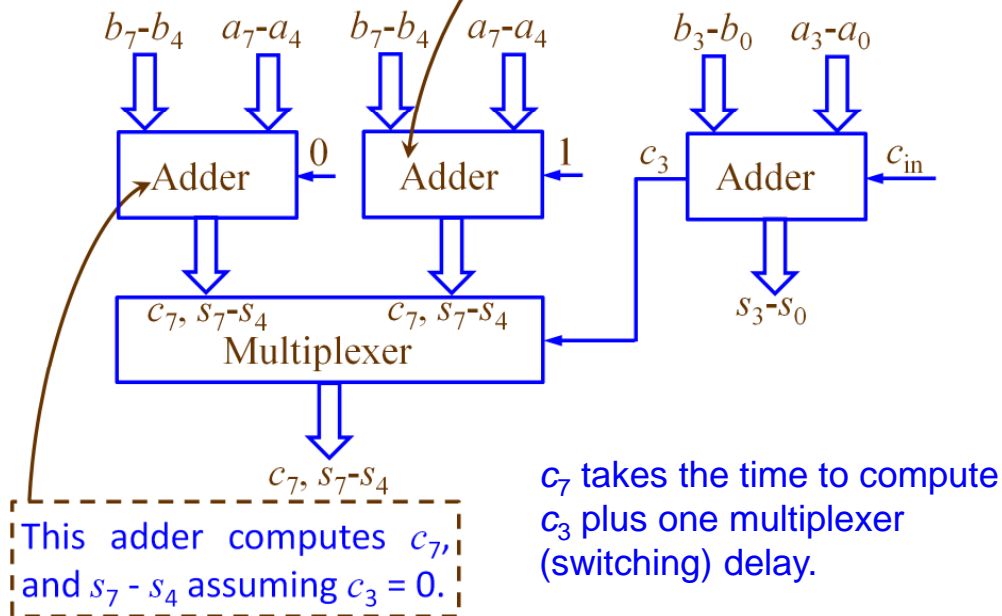 b₇-b₄ a₇-a₄ b₇-b₄ a₇-a₄ b₃-b₀ a₃-a₀
0 1 c₃ c_in
Adder Adder Adder
c₇, s₇-s₄ c₇, s₇-s₄ s₃-s₀
Multiplexer
c₇, s₇-s₄
This adder computes c₇,
and s₇ - s₄ assuming c₃ = 0.
c₇ takes the time to compute
c₃ plus one multiplexer
(switching) delay.